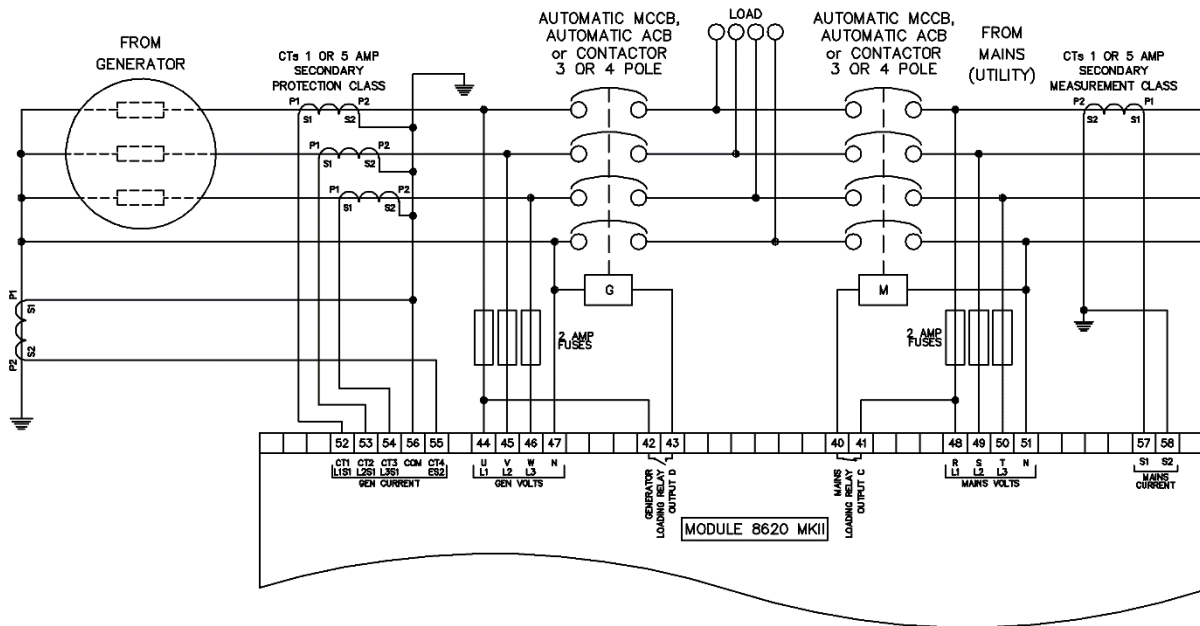 FROM
GENERATOR
CTs 1 OR 5 AMP
SECONDARY
PROTECTION CLASS
AUTOMATIC MCCB,
AUTOMATIC ACB
or CONTACTOR
3 OR 4 POLE
LOAD
AUTOMATIC MCCB,
AUTOMATIC ACB
or CONTACTOR
3 OR 4 POLE
FROM
MAINS
(UTILITY)
CTs 1 OR 5 AMP
SECONDARY
MEASUREMENT CLASS
P1 P2
S1 S2
P1 P2
S1 S2
P1 P2
S1 S2
P2 P1
S2 S1
P1 S1
P2 S2
G
M
2 AMP
FUSES
2 AMP
FUSES
52 53 54 56 55 44 45 46 47 42 43 40 41 48 49 50 51 57 58
CT1 CT2 CT3 COM CT4
L1S1 L2S1 L3S1 ES2
GEN CURRENT
U V W N
L1 L2 L3
GEN VOLTS
GENERATOR
LOADING RELAY
OUTPUT D
MAINS
LOADING RELAY
OUTPUT C
R S T N
L1 L2 L3
MAINS VOLTS
S1 S2
MAINS
CURRENT
MODULE 8620 MKII